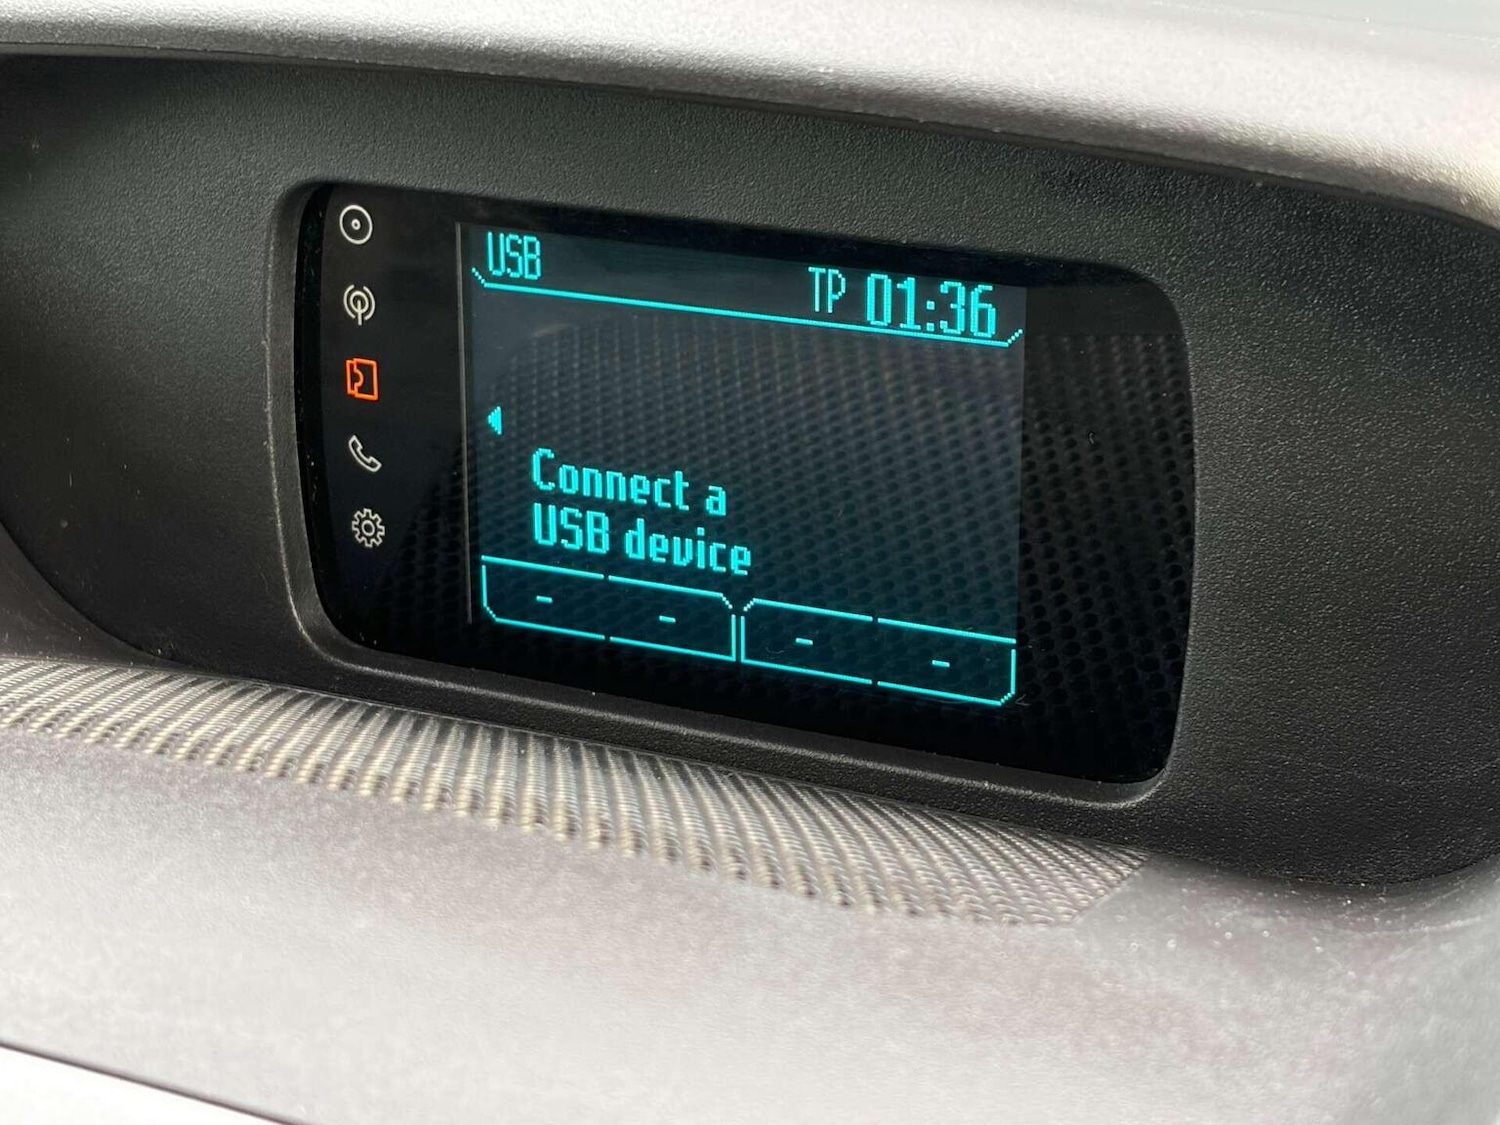 USB
TP 01:36
Connect a
USB device
- - - -